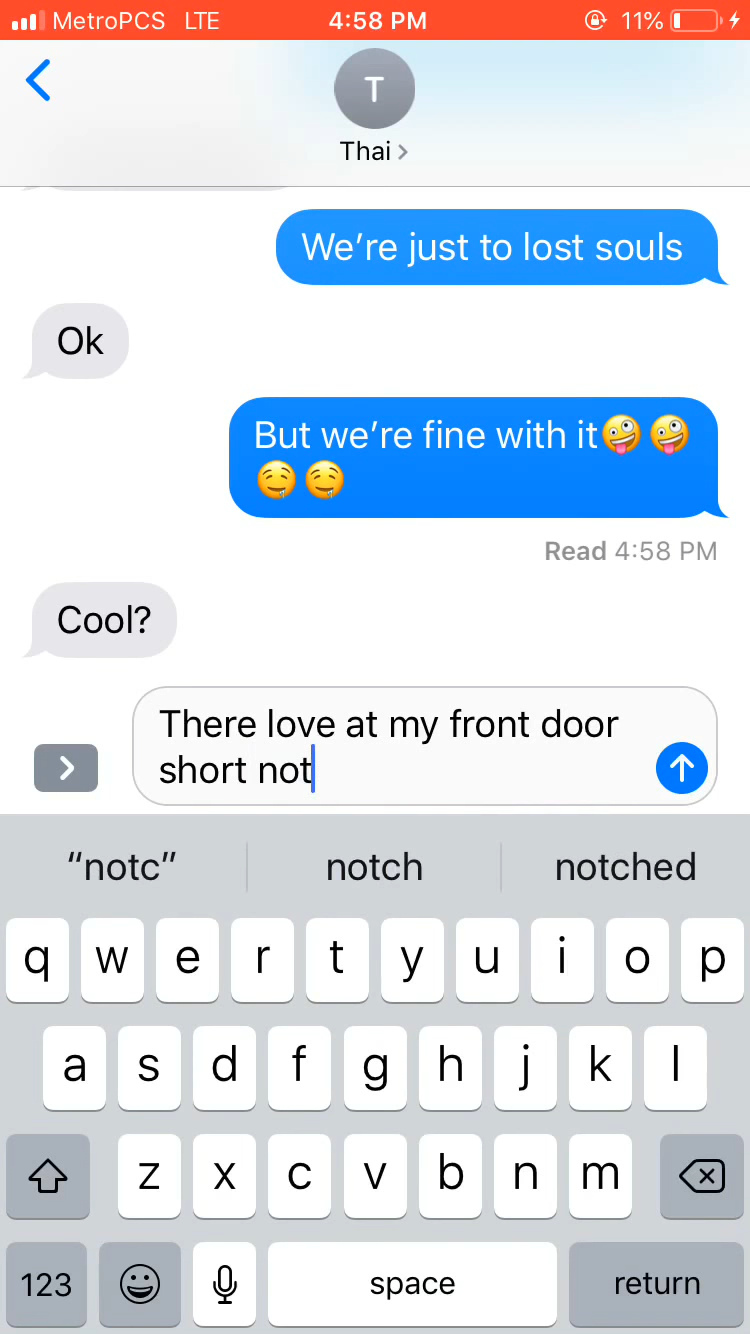 MetroPCS LTE 4:58 PM 11%
T
Thai
We’re just to lost souls
Ok
But we’re fine with it🤪🤪
🤤🤤
Read 4:58 PM
Cool?
There love at my front door
short not
“notc” notch notched
q w e r t y u i o p
a s d f g h j k l
z x c v b n m
123 space return